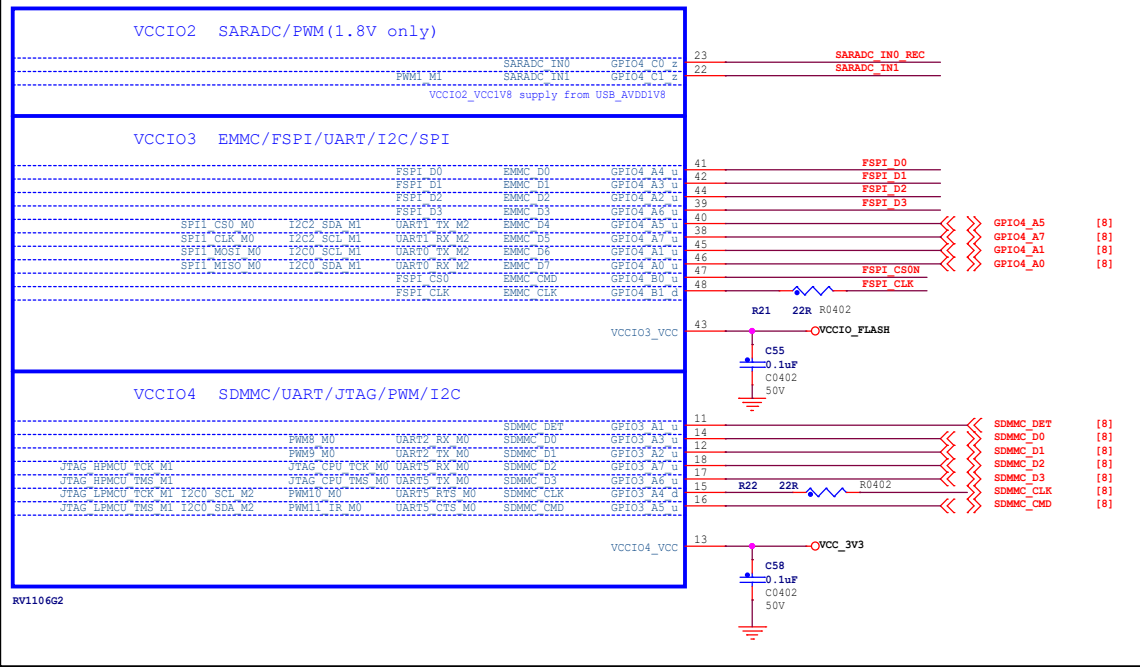 VCCIO2 SARADC/PWM(1.8V only)
SARADC_IN0 GPIO4_C0_z 23 SARADC_IN0_REC
PWM1_M1 SARADC_IN1 GPIO4_C1_z 22 SARADC_IN1
VCCIO2_VCC1V8 supply from USB_AVDD1V8
VCCIO3 EMMC/FSPI/UART/I2C/SPI
FSPI_D0 EMMC_D0 GPIO4_A4_u 41 FSPI_D0
FSPI_D1 EMMC_D1 GPIO4_A3_u 42 FSPI_D1
FSPI_D2 EMMC_D2 GPIO4_A2_u 44 FSPI_D2
FSPI_D3 EMMC_D3 GPIO4_A6_u 39 FSPI_D3
SPI1_CS0_M0 I2C2_SDA_M1 UART1_TX_M2 EMMC_D4 GPIO4_A5_u 40 GPIO4_A5 [8]
SPI1_CLK_M0 I2C2_SCL_M1 UART1_RX_M2 EMMC_D5 GPIO4_A7_u 38 GPIO4_A7 [8]
SPI1_MOSI_M0 I2C0_SCL_M1 UART0_TX_M2 EMMC_D6 GPIO4_A1_u 45 GPIO4_A1 [8]
SPI1_MISO_M0 I2C0_SDA_M1 UART0_RX_M2 EMMC_D7 GPIO4_A0_u 46 GPIO4_A0 [8]
FSPI_CS0 EMMC_CMD GPIO4_B0_u 47 FSPI_CS0N
FSPI_CLK EMMC_CLK GPIO4_B1_d 48 FSPI_CLK
R21 22R R0402
VCCIO3_VCC 43 VCCIO_FLASH
C55
0.1uF
C0402
50V
VCCIO4 SDMMC/UART/JTAG/PWM/I2C
SDMMC_DET GPIO3_A1_u 11 SDMMC_DET [8]
PWM8_M0 UART2_RX_M0 SDMMC_D0 GPIO3_A3_u 14 SDMMC_D0 [8]
PWM9_M0 UART2_TX_M0 SDMMC_D1 GPIO3_A2_u 12 SDMMC_D1 [8]
JTAG_HPMCU_TCK_M1 JTAG_CPU_TCK_M0 UART5_RX_M0 SDMMC_D2 GPIO3_A7_u 18 SDMMC_D2 [8]
JTAG_HPMCU_TMS_M1 JTAG_CPU_TMS_M0 UART5_TX_M0 SDMMC_D3 GPIO3_A6_u 17 SDMMC_D3 [8]
JTAG_LPMCU_TCK_M1 I2C0_SCL_M2 PWM10_M0 UART5_RTS_M0 SDMMC_CLK GPIO3_A4_d 15 R22 22R R0402 SDMMC_CLK [8]
JTAG_LPMCU_TMS_M1 I2C0_SDA_M2 PWM11_IR_M0 UART5_CTS_M0 SDMMC_CMD GPIO3_A5_u 16 SDMMC_CMD [8]
VCCIO4_VCC 13 VCC_3V3
C58
0.1uF
C0402
50V
RV1106G2